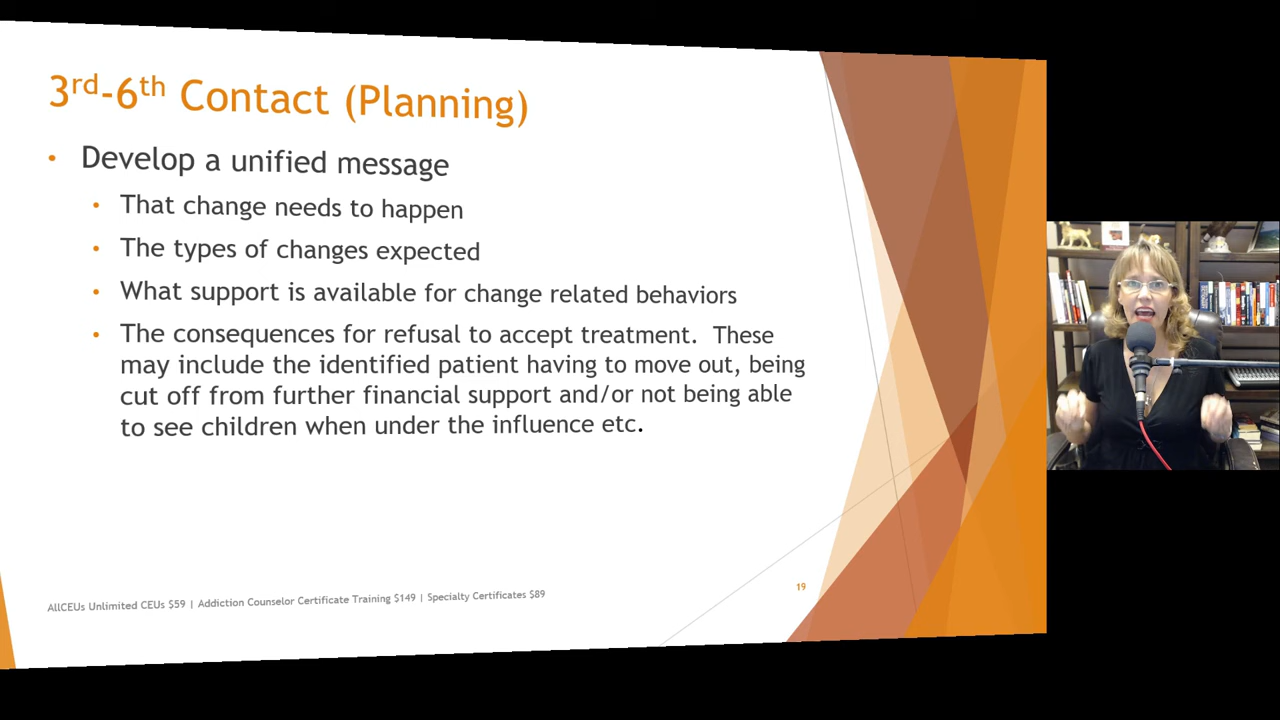 3rd-6th Contact (Planning)
• Develop a unified message
• That change needs to happen
• The types of changes expected
• What support is available for change related behaviors
• The consequences for refusal to accept treatment. These
may include the identified patient having to move out, being
cut off from further financial support and/or not being able
to see children when under the influence etc.
AllCEUs Unlimited CEUs $59 | Addiction Counselor Certificate Training $149 | Specialty Certificates $89
19